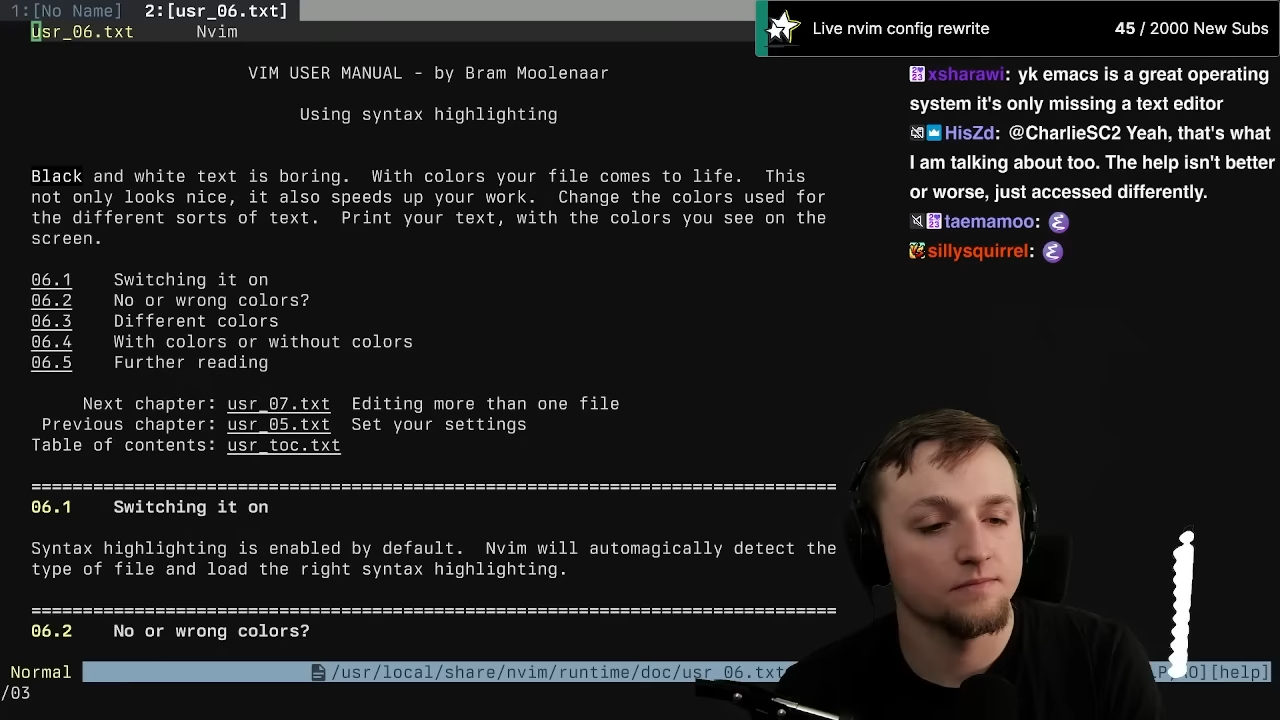 1:[No Name]  2:[usr_06.txt]
usr_06.txt      Nvim
VIM USER MANUAL - by Bram Moolenaar
Using syntax highlighting
Black and white text is boring.  With colors your file comes to life.  This
not only looks nice, it also speeds up your work.  Change the colors used for
the different sorts of text.  Print your text, with the colors you see on the
screen.
06.1    Switching it on
06.2    No or wrong colors?
06.3    Different colors
06.4    With colors or without colors
06.5    Further reading
Next chapter: usr_07.txt  Editing more than one file
Previous chapter: usr_05.txt  Set your settings
Table of contents: usr_toc.txt
==============================================================================
06.1    Switching it on
Syntax highlighting is enabled by default.  Nvim will automagically detect the
type of file and load the right syntax highlighting.
==============================================================================
06.2    No or wrong colors?
Normal
/usr/local/share/nvim/runtime/doc/usr_06.txt
[help]
/03
Live nvim config rewrite
45 / 2000 New Subs
xsharawi: yk emacs is a great operating
system it's only missing a text editor
HisZd: @CharlieSC2 Yeah, that's what
I am talking about too. The help isn't better
or worse, just accessed differently.
taemamoo:
sillysquirrel: